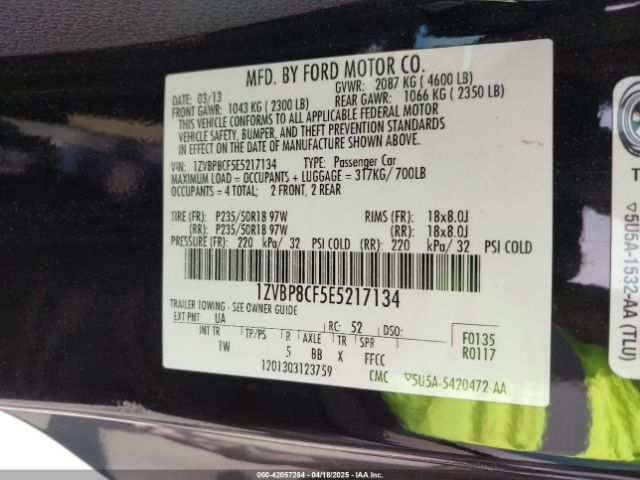 MFD. BY FORD MOTOR CO.
DATE: 03/13 GVWR: 2087 KG ( 4600 LB)
FRONT GAWR: 1043 KG ( 2300 LB) REAR GAWR: 1066 KG ( 2350 LB)
THIS VEHICLE CONFORMS TO ALL APPLICABLE FEDERAL MOTOR
VEHICLE SAFETY, BUMPER, AND THEFT PREVENTION STANDARDS
IN EFFECT ON THE DATE OF MANUFACTURE SHOWN ABOVE.
VIN: 1ZVBP8CF5E5217134 TYPE: Passenger Car
MAXIMUM LOAD = OCCUPANTS + LUGGAGE = 317KG/ 700LB
OCCUPANTS = 4 TOTAL; 2 FRONT, 2 REAR
TIRE (FR): P235/50R18 97W RIMS (FR): 18x8.0J
(RR): P235/50R18 97W (RR): 18x8.0J
PRESSURE (FR): 220 kPa/ 32 PSI COLD (RR): 220 kPa/ 32 PSI COLD
1ZVBP8CF5E5217134
TRAILER TOWING - SEE OWNER GUIDE
EXT PNT: UA RC: 52 DSO: F0135
INT TR TP/PS R AXLE TR SPR R0117
1W 5 BB X FFCC
1201303123759 CMC ▽5U5A-5420472-AA
T
▽5U5A-1532-AA (TLU)
00-42057284 - 04/18/2025 - IAAI.COM